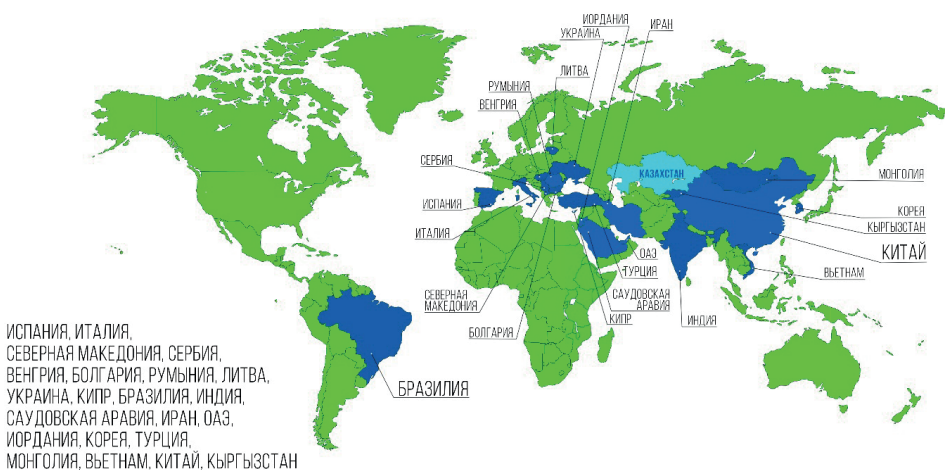 ИОРДАНИЯ
ИРАН
УКРАИНА
ЛИТВА
РУМЫНИЯ
ВЕНГРИЯ
СЕРБИЯ
КАЗАХСТАН
МОНГОЛИЯ
ИСПАНИЯ
КОРЕЯ
КЫРГЫЗСТАН
ИТАЛИЯ
КИТАЙ
ОАЭ
ТУРЦИЯ
ВЬЕТНАМ
СЕВЕРНАЯ
МАКЕДОНИЯ
САУДОВСКАЯ
АРАВИЯ
КИПР
ИНДИЯ
БОЛГАРИЯ
БРАЗИЛИЯ
ИСПАНИЯ, ИТАЛИЯ,
СЕВЕРНАЯ МАКЕДОНИЯ, СЕРБИЯ,
ВЕНГРИЯ, БОЛГАРИЯ, РУМЫНИЯ, ЛИТВА,
УКРАИНА, КИПР, БРАЗИЛИЯ, ИНДИЯ,
САУДОВСКАЯ АРАВИЯ, ИРАН, ОАЭ,
ИОРДАНИЯ, КОРЕЯ, ТУРЦИЯ,
МОНГОЛИЯ, ВЬЕТНАМ, КИТАЙ, КЫРГЫЗСТАН